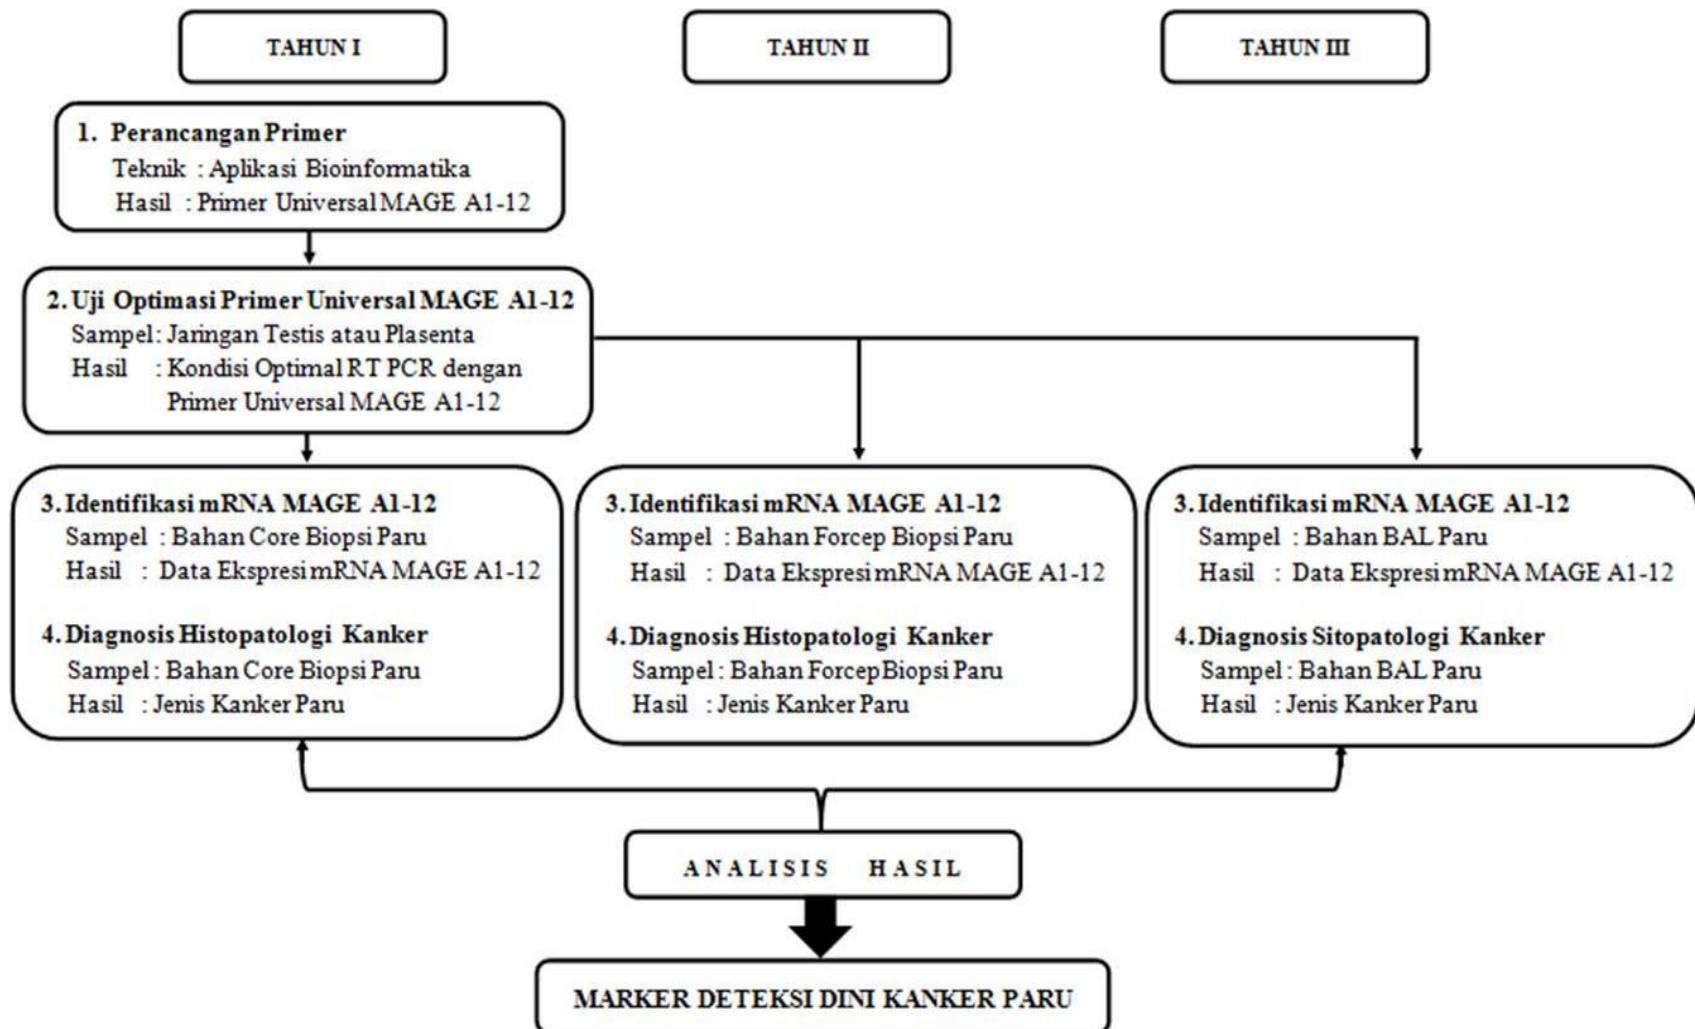 TAHUN I
TAHUN II
TAHUN III
1. Perancangan Primer
Teknik : Aplikasi Bioinformatika
Hasil : Primer Universal MAGE A1-12
2. Uji Optimasi Primer Universal MAGE A1-12
Sampel : Jaringan Testis atau Plasenta
Hasil : Kondisi Optimal RT PCR dengan
Primer Universal MAGE A1-12
3. Identifikasi mRNA MAGE A1-12
Sampel : Bahan Core Biopsi Paru
Hasil : Data Ekspresi mRNA MAGE A1-12
4. Diagnosis Histopatologi Kanker
Sampel : Bahan Core Biopsi Paru
Hasil : Jenis Kanker Paru
3. Identifikasi mRNA MAGE A1-12
Sampel : Bahan Forcep Biopsi Paru
Hasil : Data Ekspresi mRNA MAGE A1-12
4. Diagnosis Histopatologi Kanker
Sampel : Bahan Forcep Biopsi Paru
Hasil : Jenis Kanker Paru
3. Identifikasi mRNA MAGE A1-12
Sampel : Bahan BAL Paru
Hasil : Data Ekspresi mRNA MAGE A1-12
4. Diagnosis Sitopatologi Kanker
Sampel : Bahan BAL Paru
Hasil : Jenis Kanker Paru
ANALISIS HASIL
MARKER DETEKSI DINI KANKER PARU